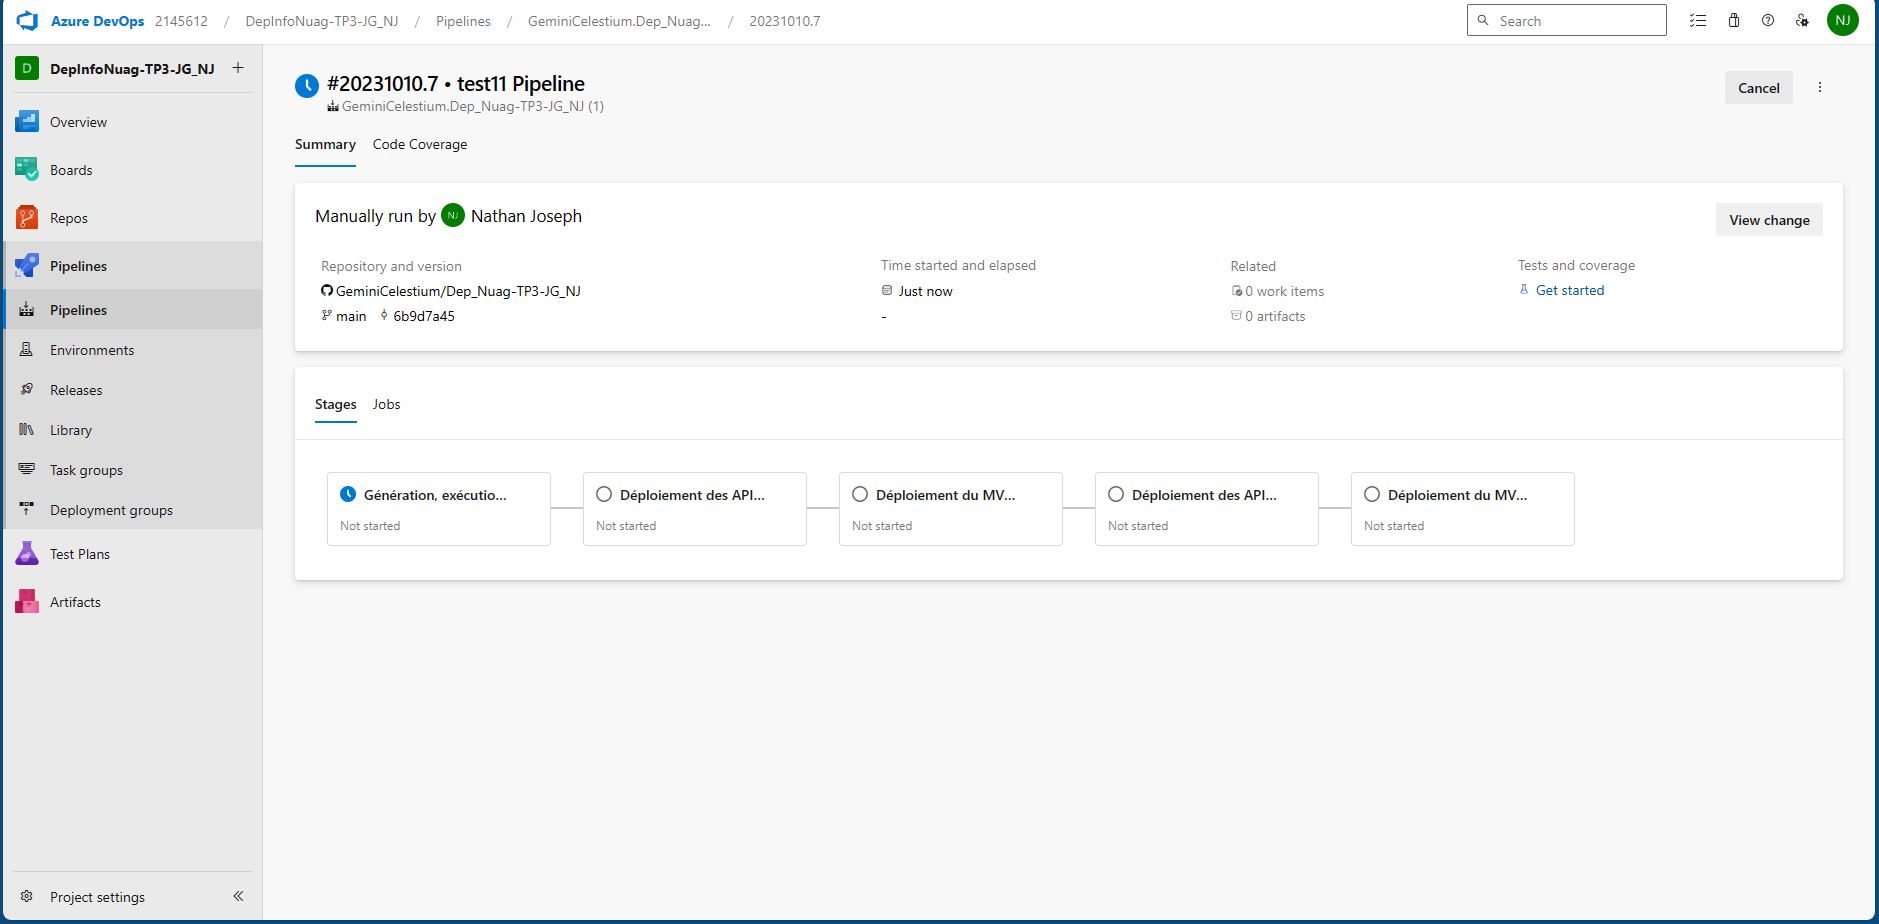 Azure DevOps 2145612 / DepInfoNuag-TP3-JG_NJ / Pipelines / GeminiCelestium.Dep_Nuag... / 20231010.7
Search
NJ
D DepInfoNuag-TP3-JG_NJ +
Overview
Boards
Repos
Pipelines
Pipelines
Environments
Releases
Library
Task groups
Deployment groups
Test Plans
Artifacts
Project settings
#20231010.7 • test11 Pipeline
GeminiCelestium.Dep_Nuag-TP3-JG_NJ (1)
Cancel
Summary Code Coverage
Manually run by NJ Nathan Joseph
View change
Repository and version
GeminiCelestium/Dep_Nuag-TP3-JG_NJ
main 6b9d7a45
Time started and elapsed
Just now
-
Related
0 work items
0 artifacts
Tests and coverage
Get started
Stages Jobs
Génération, exécutio...
Not started
Déploiement des API...
Not started
Déploiement du MV...
Not started
Déploiement des API...
Not started
Déploiement du MV...
Not started